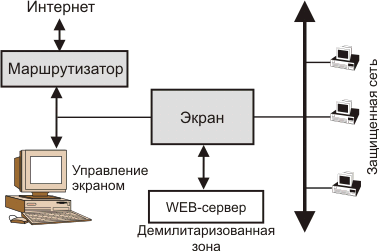 Интернет
Маршрутизатор
Экран
Управление
экраном
WEB-сервер
Демилитаризованная
зона
Защищенная сеть